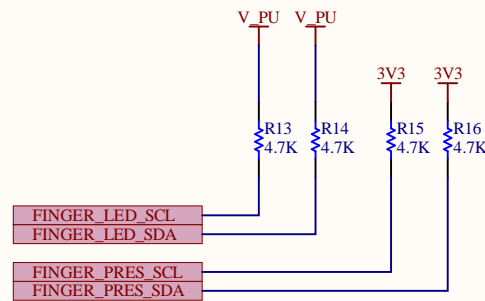 V_PU V_PU
3V3 3V3
R13 R14 R15 R16
4.7K 4.7K 4.7K 4.7K
FINGER_LED_SCL
FINGER_LED_SDA
FINGER_PRES_SCL
FINGER_PRES_SDA